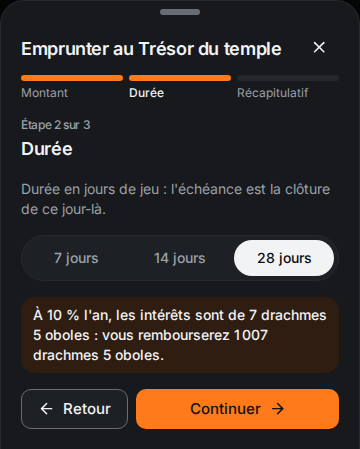 Emprunter au Trésor du temple
Montant
Durée
Récapitulatif
Étape 2 sur 3
Durée
Durée en jours de jeu : l'échéance est la clôture
de ce jour-là.
7 jours
14 jours
28 jours
À 10 % l'an, les intérêts sont de 7 drachmes
5 oboles : vous rembourserez 1 007
drachmes 5 oboles.
Retour
Continuer